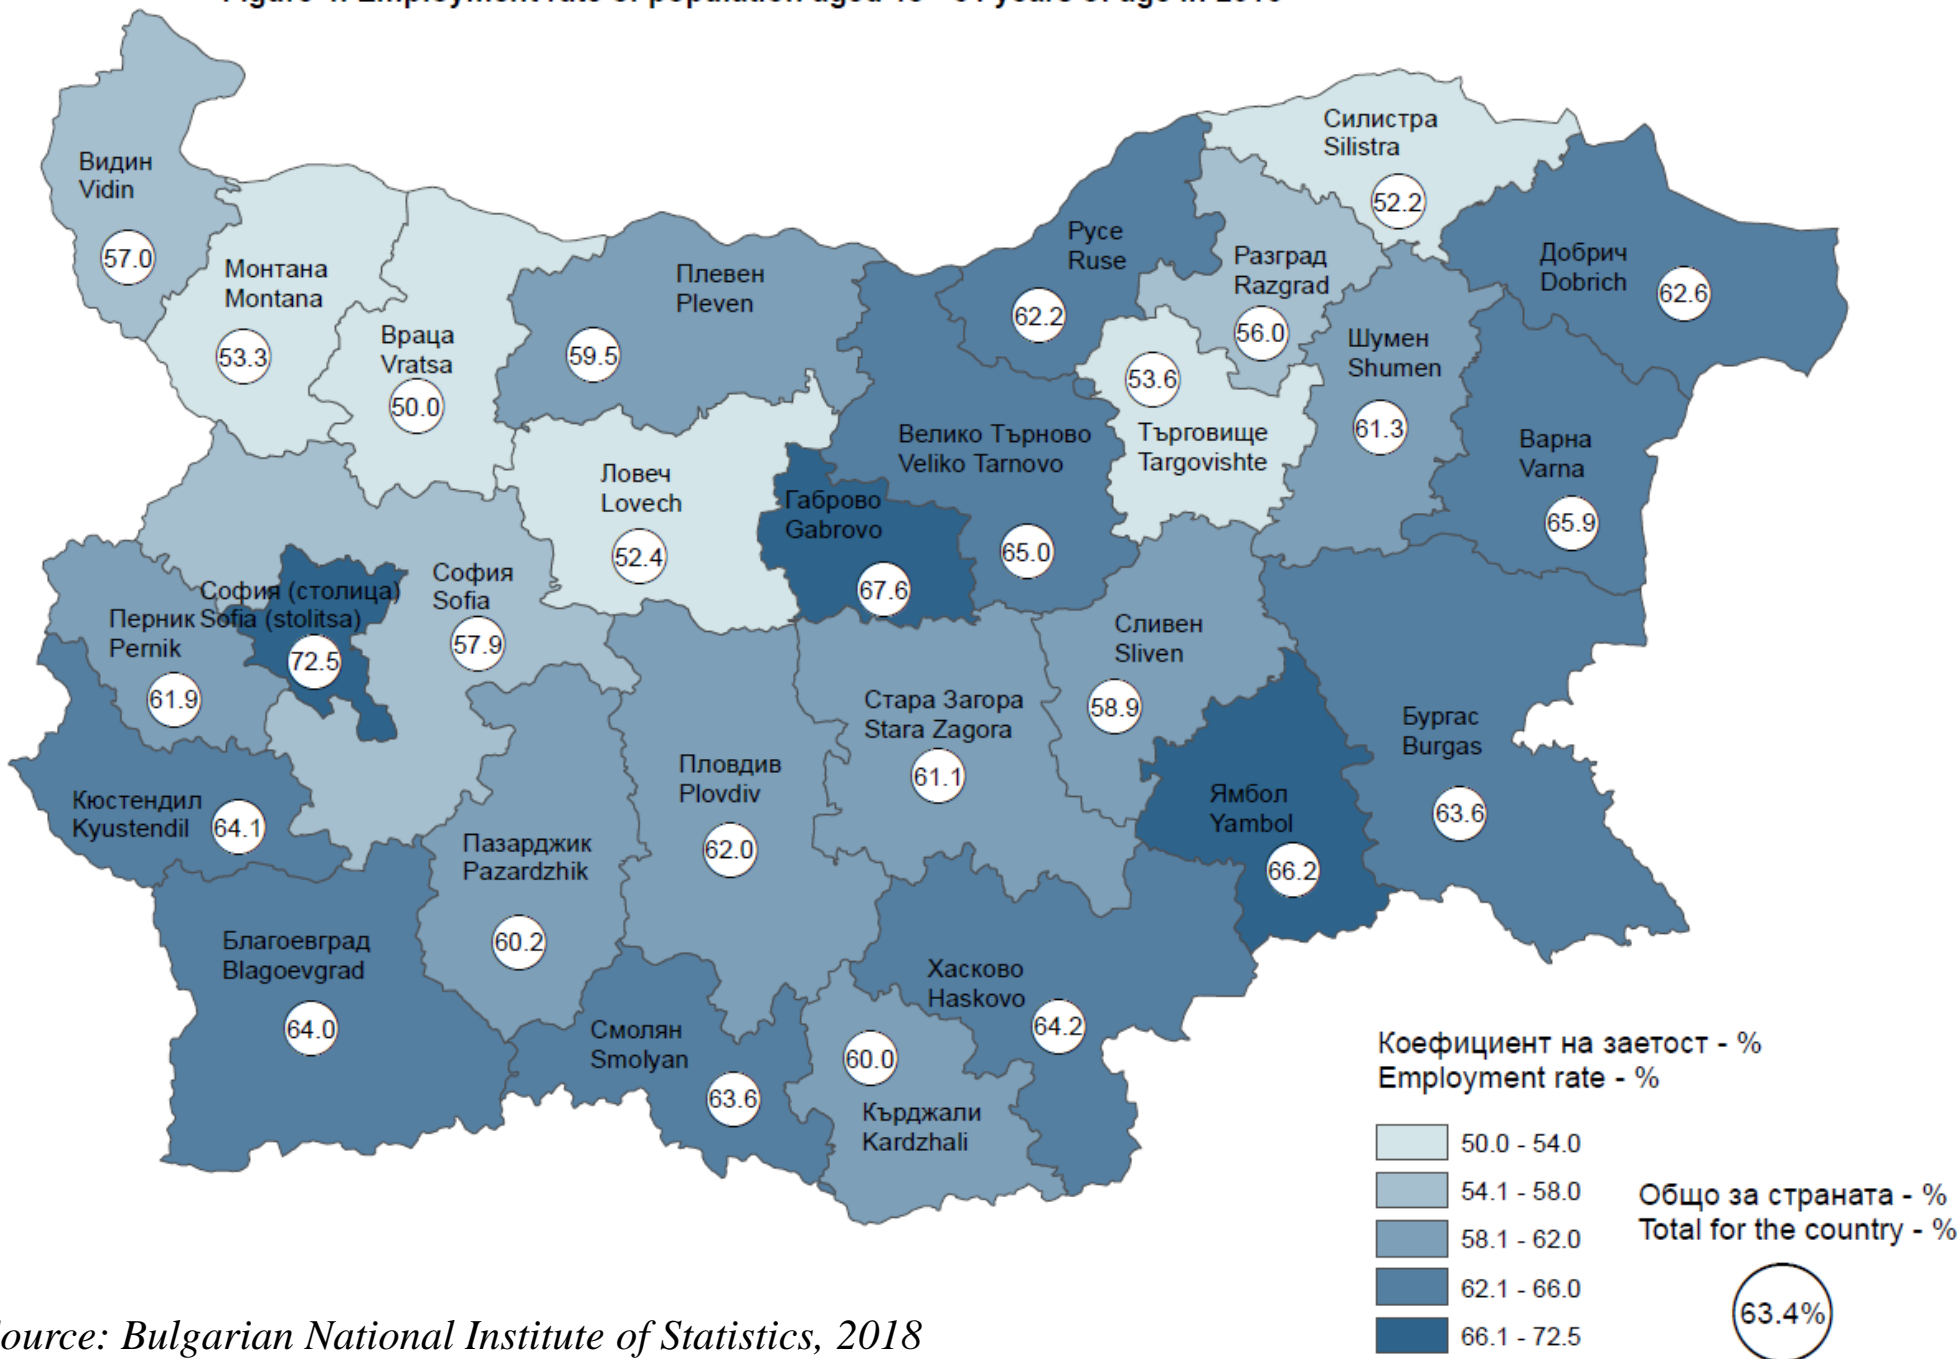 Видин
Vidin
57.0
Монтана
Montana
53.3
Враца
Vratsa
50.0
Плевен
Pleven
59.5
Русе
Ruse
62.2
Силистра
Silistra
52.2
Разград
Razgrad
56.0
Добрич
Dobrich
62.6
Шумен
Shumen
61.3
53.6
Търговище
Targovishte
Варна
Varna
65.9
Велико Търново
Veliko Tarnovo
65.0
Ловеч
Lovech
52.4
Габрово
Gabrovo
67.6
София (столица)
Sofia (stolitsa)
72.5
София
Sofia
57.9
Перник
Pernik
61.9
Сливен
Sliven
58.9
Стара Загора
Stara Zagora
61.1
Бургас
Burgas
63.6
Ямбол
Yambol
66.2
Пловдив
Plovdiv
62.0
Кюстендил
Kyustendil
64.1
Пазарджик
Pazardzhik
60.2
Благоевград
Blagoevgrad
64.0
Хасково
Haskovo
64.2
Смолян
Smolyan
63.6
60.0
Кърджали
Kardzhali
Коефициент на заетост - %
Employment rate - %
50.0 - 54.0
54.1 - 58.0
58.1 - 62.0
62.1 - 66.0
66.1 - 72.5
Общо за страната - %
Total for the country - %
63.4%
ource: Bulgarian National Institute of Statistics, 2018